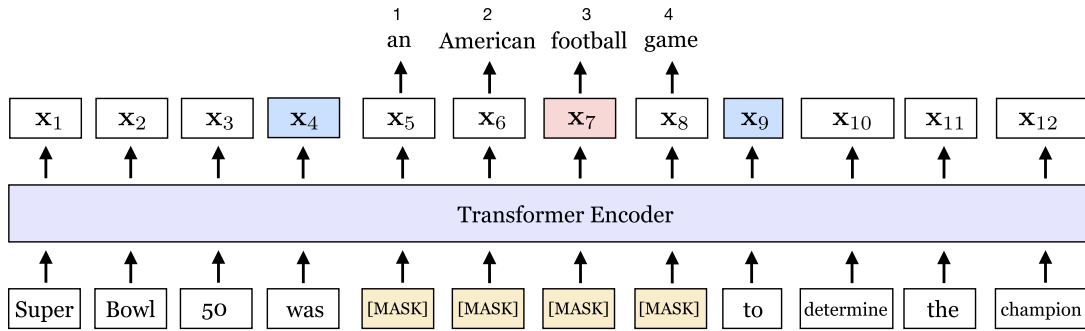 1 2 3 4
an American football game
x₁ x₂ x₃ x₄ x₅ x₆ x₇ x₈ x₉ x₁₀ x₁₁ x₁₂
Transformer Encoder
Super Bowl 50 was [MASK] [MASK] [MASK] [MASK] to determine the champion